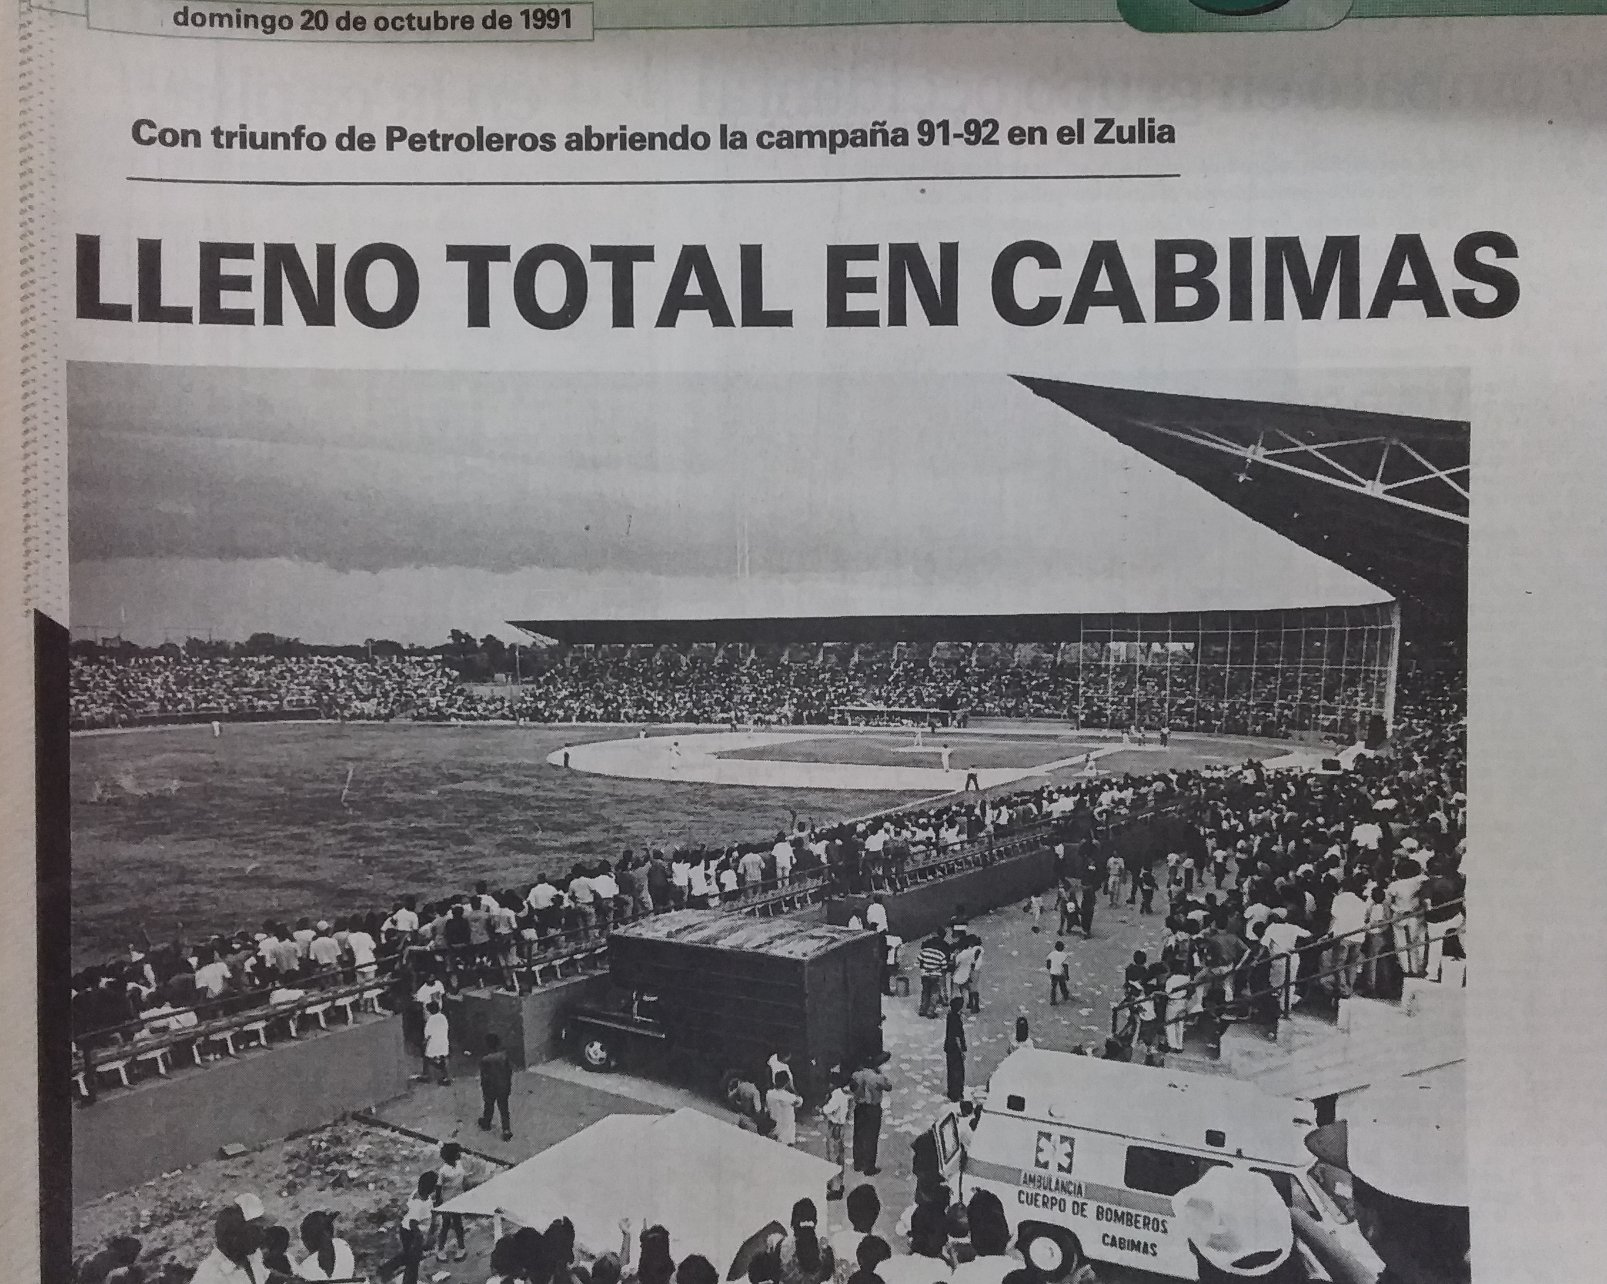 domingo 20 de octubre de 1991
Con triunfo de Petroleros abriendo la campaña 91-92 en el Zulia
LLENO TOTAL EN CABIMAS
AMBULANCIA
CUERPO DE BOMBEROS
CABIMAS